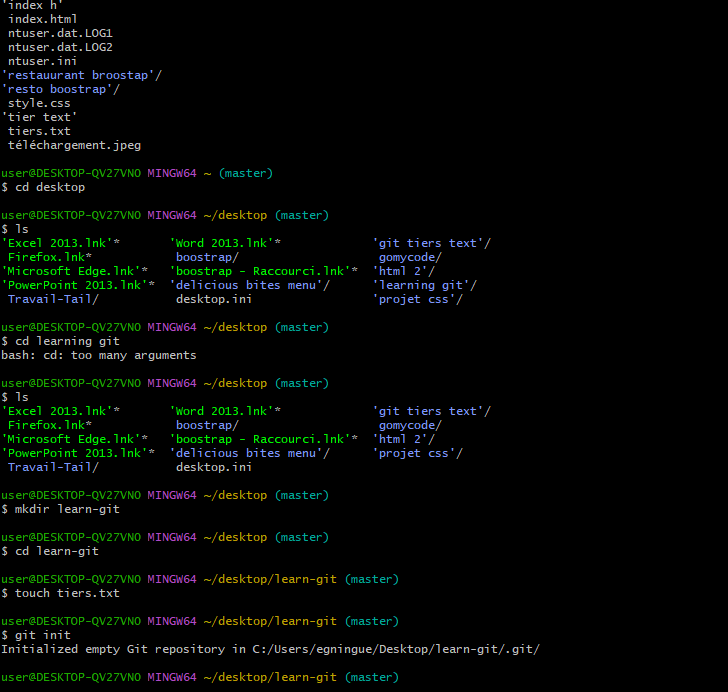 'index h'
index.html
ntuser.dat.LOG1
ntuser.dat.LOG2
ntuser.ini
'restauurant broostap'/
'resto boostrap'/
style.css
'tier text'
tiers.txt
téléchargement.jpeg
user@DESKTOP-QV27VNO MINGW64 ~ (master)
$ cd desktop
user@DESKTOP-QV27VNO MINGW64 ~/desktop (master)
$ ls
'Excel 2013.lnk'* 'Word 2013.lnk'* 'git tiers text'/
Firefox.lnk* boostrap/ gomycode/
'Microsoft Edge.lnk'* 'boostrap - Raccourci.lnk'* 'html 2'/
'PowerPoint 2013.lnk'* 'delicious bites menu'/ 'learning git'/
Travail-Tail/ desktop.ini 'projet css'/
user@DESKTOP-QV27VNO MINGW64 ~/desktop (master)
$ cd learning git
bash: cd: too many arguments
user@DESKTOP-QV27VNO MINGW64 ~/desktop (master)
$ ls
'Excel 2013.lnk'* 'Word 2013.lnk'* 'git tiers text'/
Firefox.lnk* boostrap/ gomycode/
'Microsoft Edge.lnk'* 'boostrap - Raccourci.lnk'* 'html 2'/
'PowerPoint 2013.lnk'* 'delicious bites menu'/ 'projet css'/
Travail-Tail/ desktop.ini
user@DESKTOP-QV27VNO MINGW64 ~/desktop (master)
$ mkdir learn-git
user@DESKTOP-QV27VNO MINGW64 ~/desktop (master)
$ cd learn-git
user@DESKTOP-QV27VNO MINGW64 ~/desktop/learn-git (master)
$ touch tiers.txt
user@DESKTOP-QV27VNO MINGW64 ~/desktop/learn-git (master)
$ git init
Initialized empty Git repository in C:/Users/egningue/Desktop/learn-git/.git/
user@DESKTOP-QV27VNO MINGW64 ~/desktop/learn-git (master)